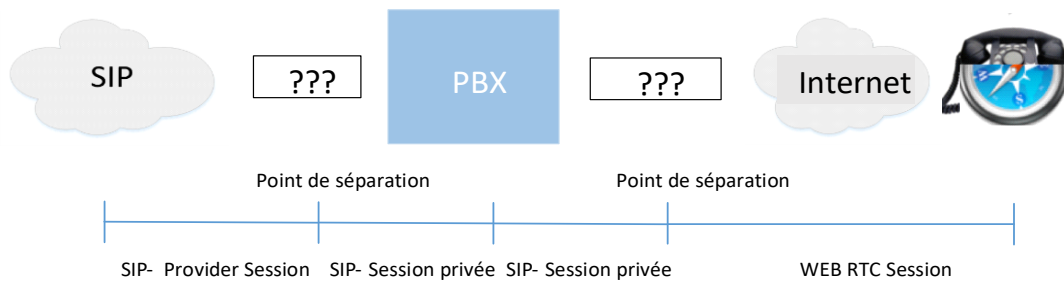 SIP
???
PBX
???
Internet
Point de séparation
Point de séparation
SIP- Provider Session
SIP- Session privée
SIP- Session privée
WEB RTC Session